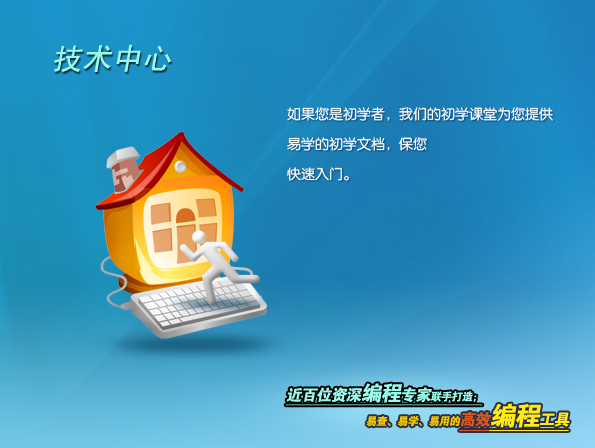 技术中心
如果您是初学者，我们的初学课堂为您提供
易学的初学文档，保您
快速入门。
近百位资深编程专家联手打造；
易查、易学、易用的高效编程工具